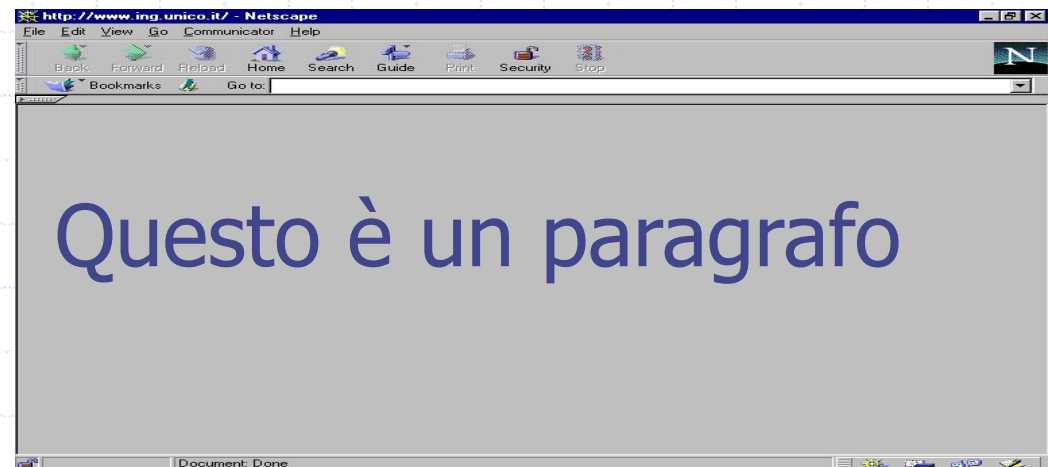 http://www.ing.unico.it/ - Netscape
File Edit View Go Communicator Help
Back Forward Reload Home Search Guide Print Security Stop
N
Bookmarks Go to:
Questo è un paragrafo
Document: Done